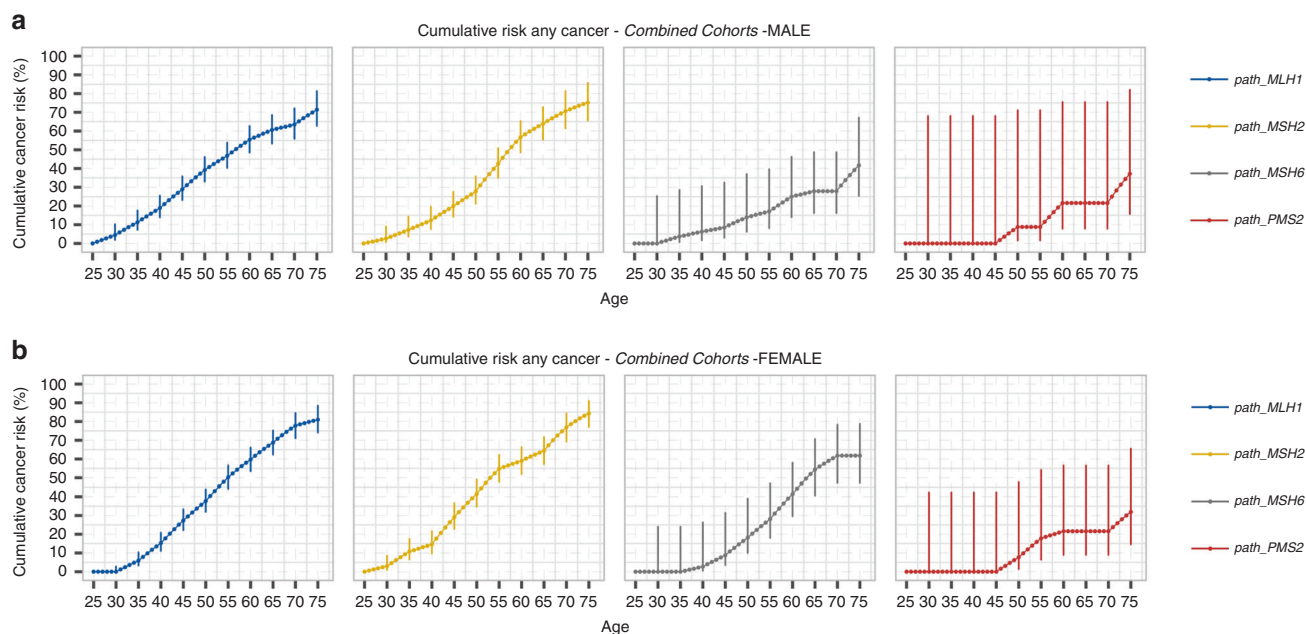 a
Cumulative risk any cancer - Combined Cohorts -MALE
Cumulative cancer risk (%)
100
90
80
70
60
50
40
30
20
10
0
25 30 35 40 45 50 55 60 65 70 75
25 30 35 40 45 50 55 60 65 70 75
25 30 35 40 45 50 55 60 65 70 75
25 30 35 40 45 50 55 60 65 70 75
Age
path_MLH1
path_MSH2
path_MSH6
path_PMS2
b
Cumulative risk any cancer - Combined Cohorts -FEMALE
Cumulative cancer risk (%)
100
90
80
70
60
50
40
30
20
10
0
25 30 35 40 45 50 55 60 65 70 75
25 30 35 40 45 50 55 60 65 70 75
25 30 35 40 45 50 55 60 65 70 75
25 30 35 40 45 50 55 60 65 70 75
Age
path_MLH1
path_MSH2
path_MSH6
path_PMS2